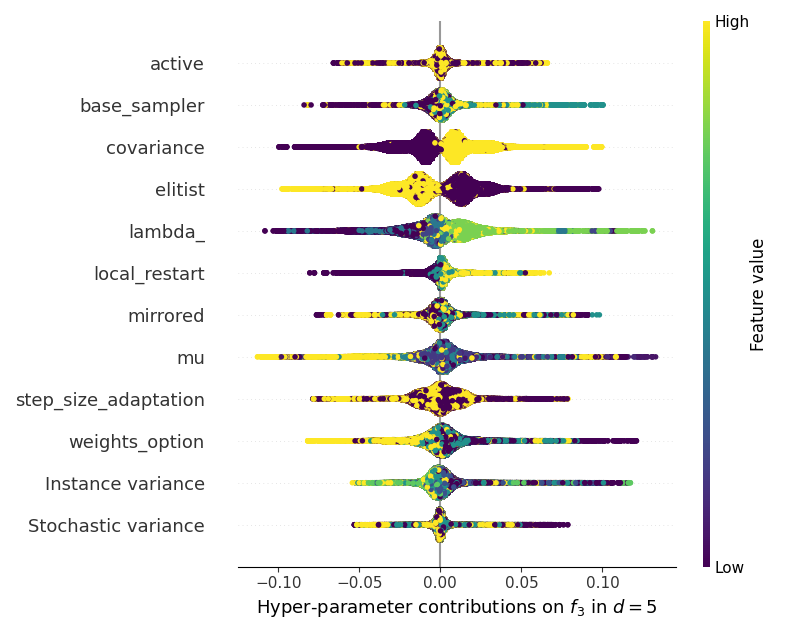 High
active
base_sampler
covariance
elitist
lambda_
local_restart
mirrored
mu
step_size_adaptation
weights_option
Instance variance
Stochastic variance
Feature value
Low
−0.10 −0.05 0.00 0.05 0.10
Hyper-parameter contributions on f₃ in d = 5